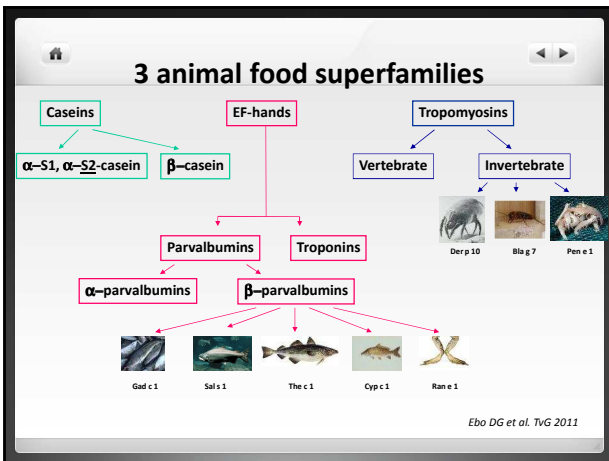 3 animal food superfamilies
Caseins
EF-hands
Tropomyosins
α–S1, α–S2-casein
β–casein
Vertebrate
Invertebrate
Der p 10
Bla g 7
Pen e 1
Parvalbumins
Troponins
α–parvalbumins
β–parvalbumins
Gad c 1
Sal s 1
The c 1
Cyp c 1
Ran e 1
Ebo DG et al. TvG 2011